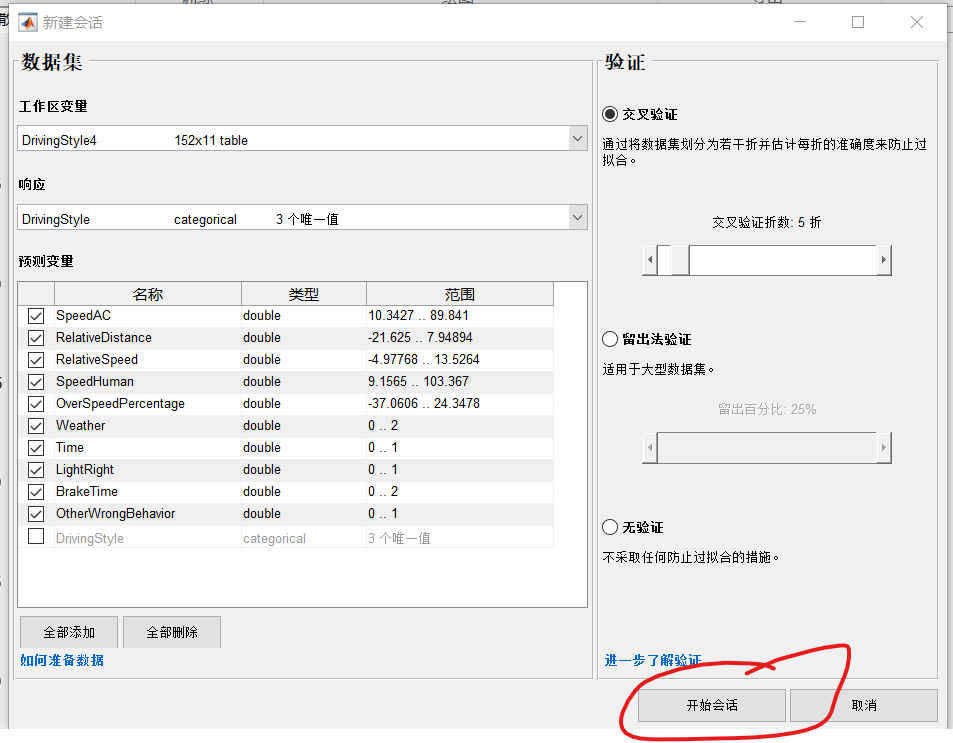 新建会话
数据集
工作区变量
DrivingStyle4 152x11 table
响应
DrivingStyle categorical 3 个唯一值
预测变量
名称 类型 范围
SpeedAC double 10.3427 .. 89.841
RelativeDistance double -21.625 .. 7.94894
RelativeSpeed double -4.97768 .. 13.5264
SpeedHuman double 9.1565 .. 103.367
OverSpeedPercentage double -37.0606 .. 24.3478
Weather double 0 .. 2
Time double 0 .. 1
LightRight double 0 .. 1
BrakeTime double 0 .. 2
OtherWrongBehavior double 0 .. 1
DrivingStyle categorical 3 个唯一值
全部添加 全部删除
如何准备数据
验证
交叉验证
通过将数据集划分为若干折并估计每折的准确度来防止过
拟合。
交叉验证折数: 5 折
留出法验证
适用于大型数据集。
留出百分比: 25%
无验证
不采取任何防止过拟合的措施。
进一步了解验证
开始会话 取消